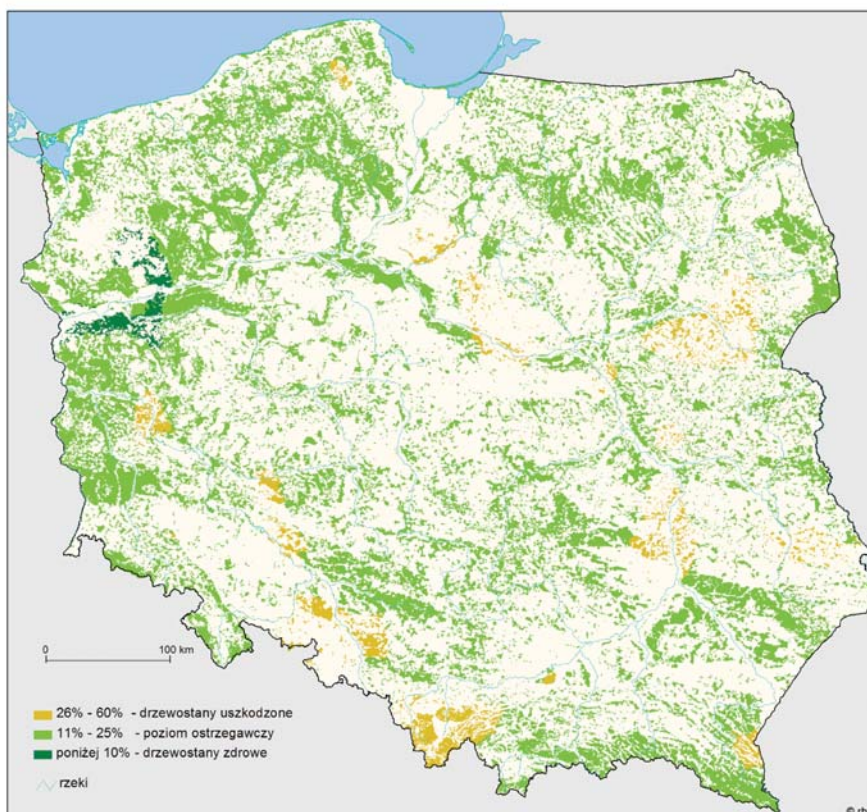 0 100 km
26% - 60% - drzewostany uszkodzone
11% - 25% - poziom ostrzegawczy
poniżej 10% - drzewostany zdrowe
rzeki